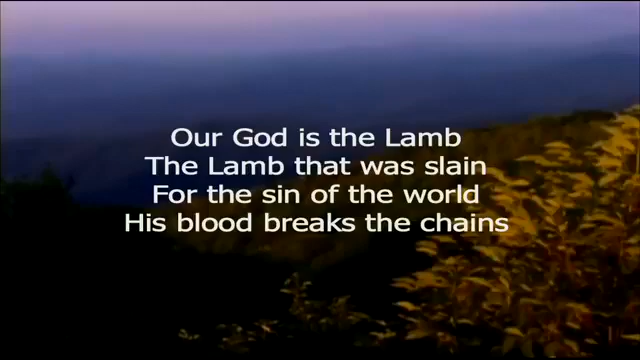 Our God is the Lamb
The Lamb that was slain
For the sin of the world
His blood breaks the chains